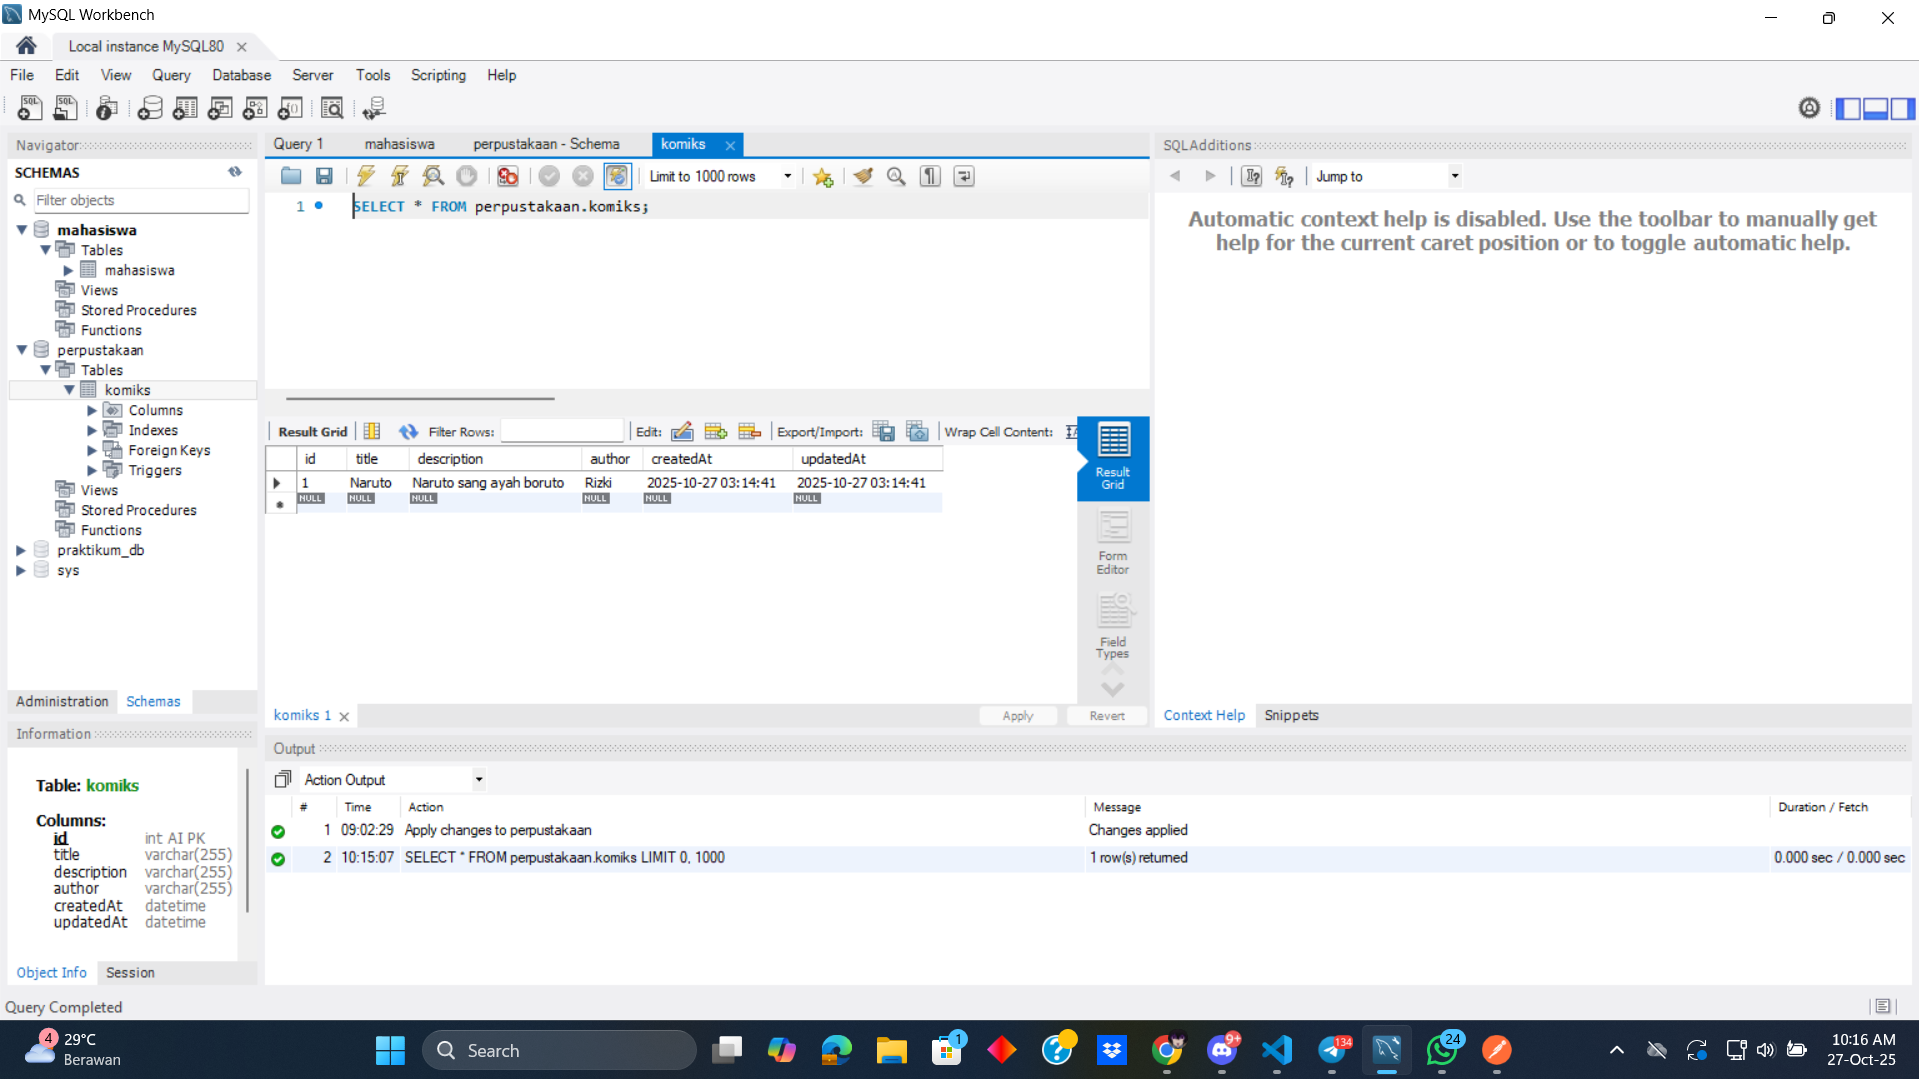 MySQL Workbench
Local instance MySQL80
File Edit View Query Database Server Tools Scripting Help
Navigator
SCHEMAS
Filter objects
mahasiswa
Tables
mahasiswa
Views
Stored Procedures
Functions
perpustakaan
Tables
komiks
Columns
Indexes
Foreign Keys
Triggers
Views
Stored Procedures
Functions
praktikum_db
sys
Administration Schemas
Information
Table: komiks
Columns:
id int AI PK
title varchar(255)
description varchar(255)
author varchar(255)
createdAt datetime
updatedAt datetime
Object Info Session
Query 1 mahasiswa perpustakaan - Schema komiks
Limit to 1000 rows
1 SELECT * FROM perpustakaan.komiks;
Result Grid Filter Rows: Edit: Export/Import: Wrap Cell Content:
id title description author createdAt updatedAt
1 Naruto Naruto sang ayah boruto Rizki 2025-10-27 03:14:41 2025-10-27 03:14:41
NULL NULL NULL NULL NULL NULL
Result
Grid
Form
Editor
Field
Types
komiks 1 Apply Revert
SQLAdditions
Jump to
Automatic context help is disabled. Use the toolbar to manually get
help for the current caret position or to toggle automatic help.
Context Help Snippets
Output
Action Output
# Time Action Message Duration / Fetch
1 09:02:29 Apply changes to perpustakaan Changes applied
2 10:15:07 SELECT * FROM perpustakaan.komiks LIMIT 0, 1000 1 row(s) returned 0.000 sec / 0.000 sec
Query Completed
4
29°C
Berawan
Search
1
9+
134
24
10:16 AM
27-Oct-25